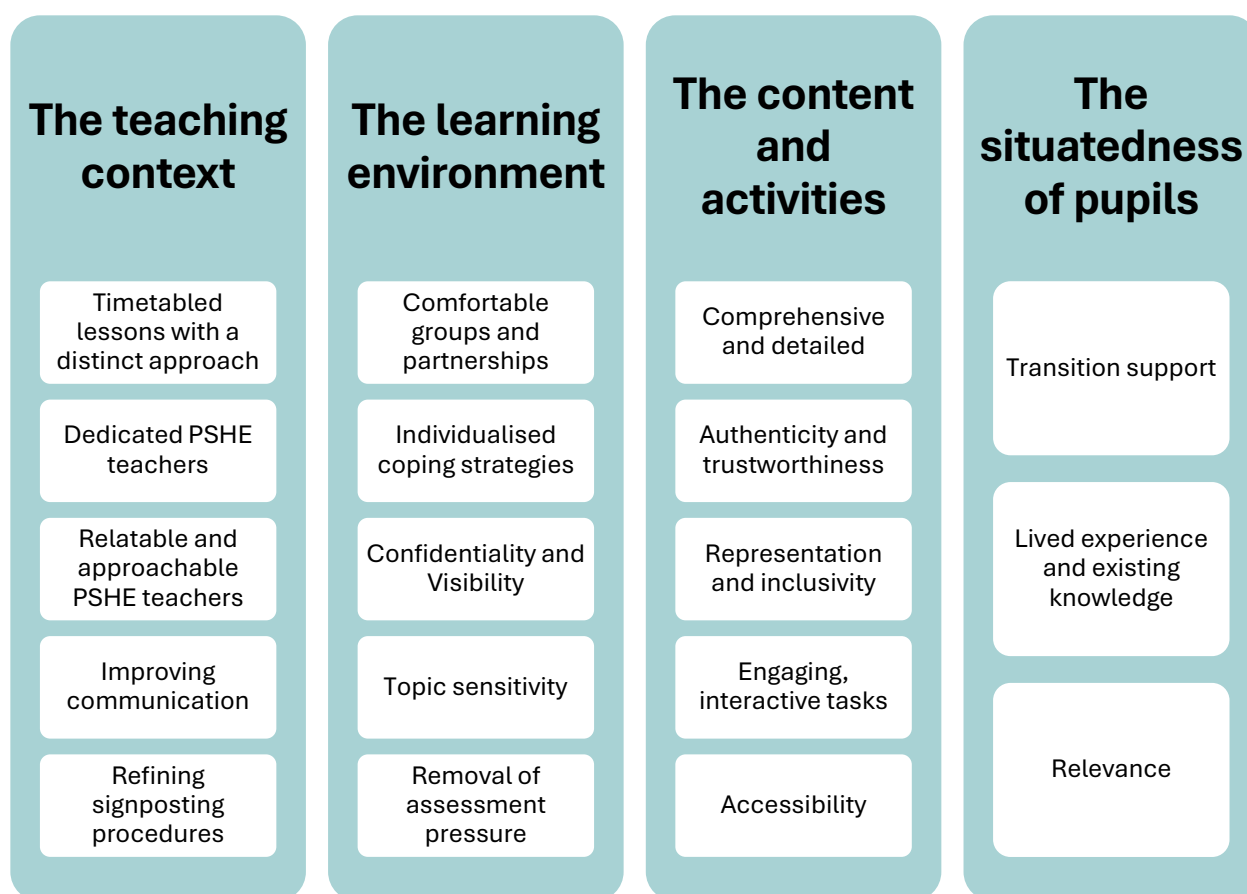 The teaching
context
Timetabled
lessons with a
distinct approach
Dedicated PSHE
teachers
Relatable and
approachable
PSHE teachers
Improving
communication
Refining
signposting
procedures
The learning
environment
Comfortable
groups and
partnerships
Individualised
coping strategies
Confidentiality and
Visibility
Topic sensitivity
Removal of
assessment
pressure
The content
and
activities
Comprehensive
and detailed
Authenticity and
trustworthiness
Representation
and inclusivity
Engaging,
interactive tasks
Accessibility
The
situatedness
of pupils
Transition support
Lived experience
and existing
knowledge
Relevance